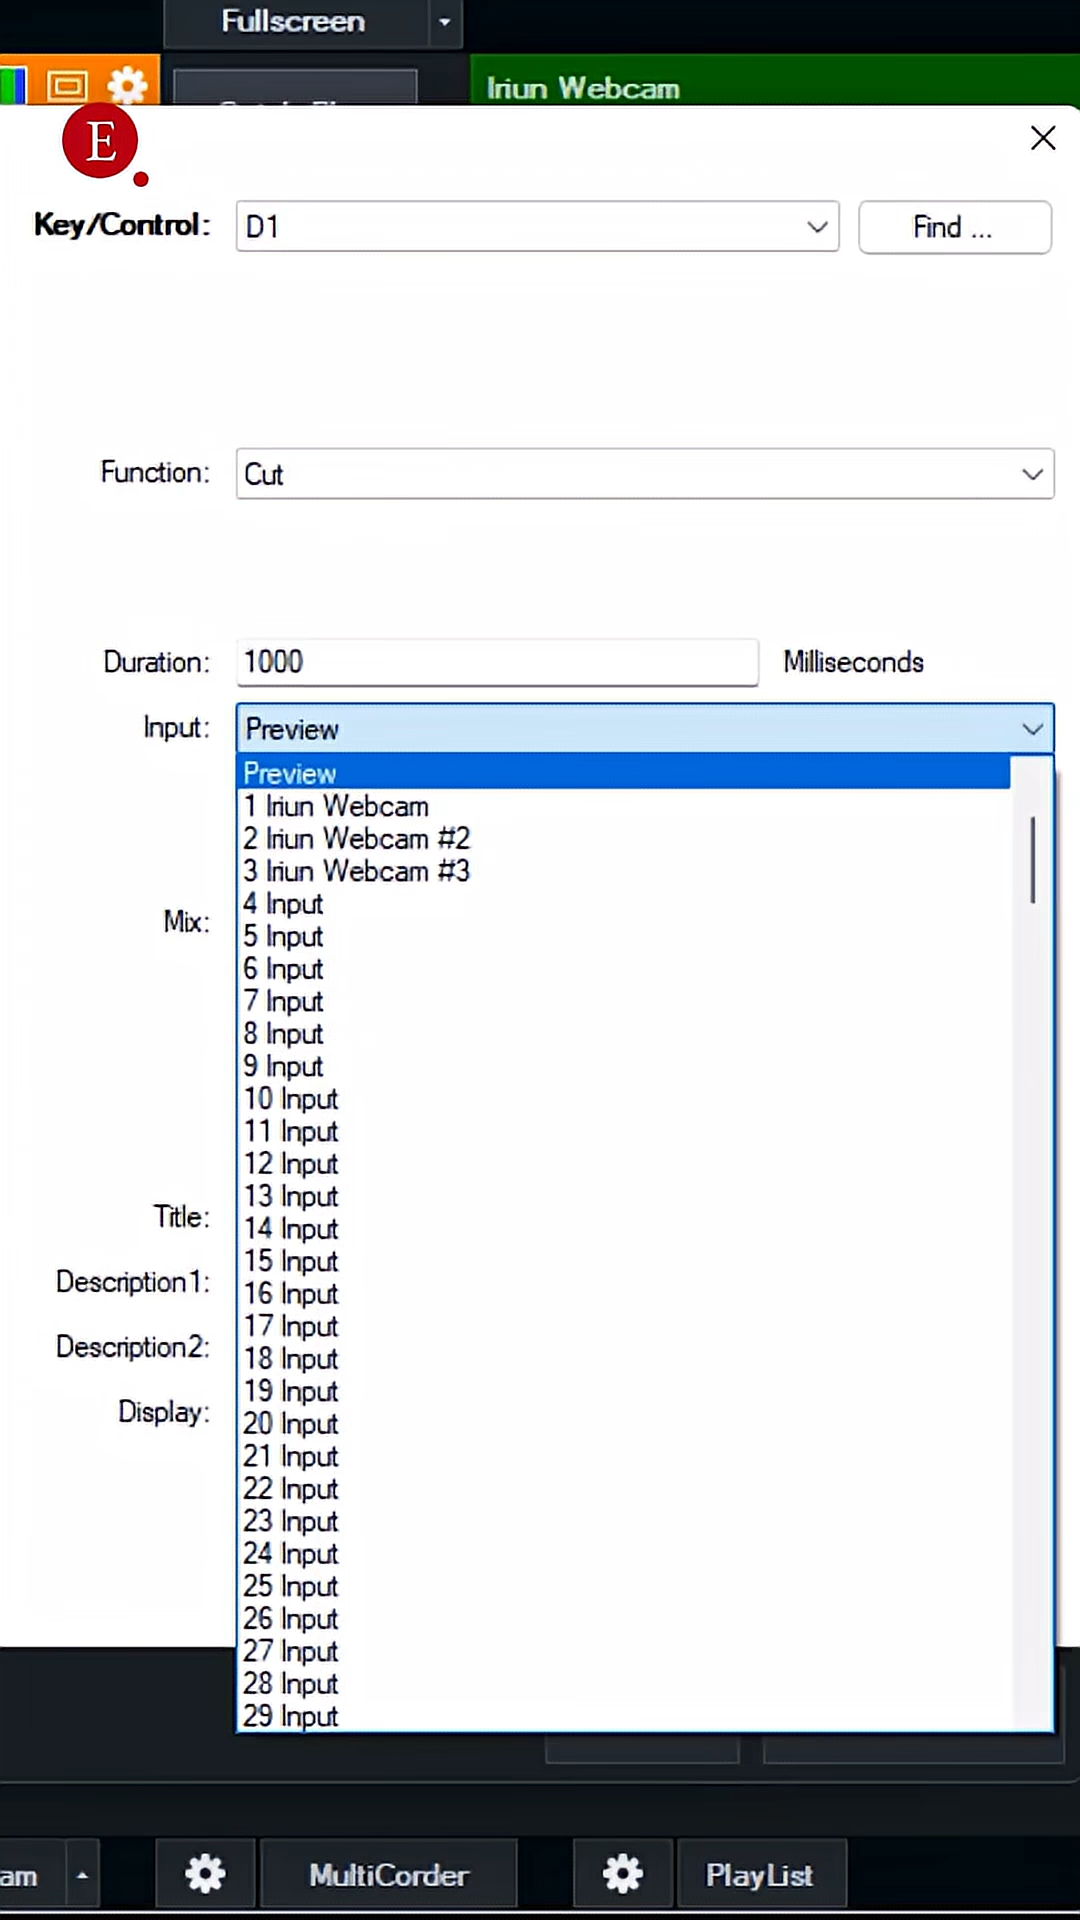 Fullscreen
Iriun Webcam
E
Key/Control: D1 Find ...
Function: Cut
Duration: 1000 Milliseconds
Input: Preview
Preview
1 Iriun Webcam
2 Iriun Webcam #2
3 Iriun Webcam #3
4 Input
Mix:
5 Input
6 Input
7 Input
8 Input
9 Input
10 Input
11 Input
12 Input
13 Input
Title:
14 Input
15 Input
Description1:
16 Input
17 Input
Description2:
18 Input
19 Input
Display:
20 Input
21 Input
22 Input
23 Input
24 Input
25 Input
26 Input
27 Input
28 Input
29 Input
am MultiCorder PlayList